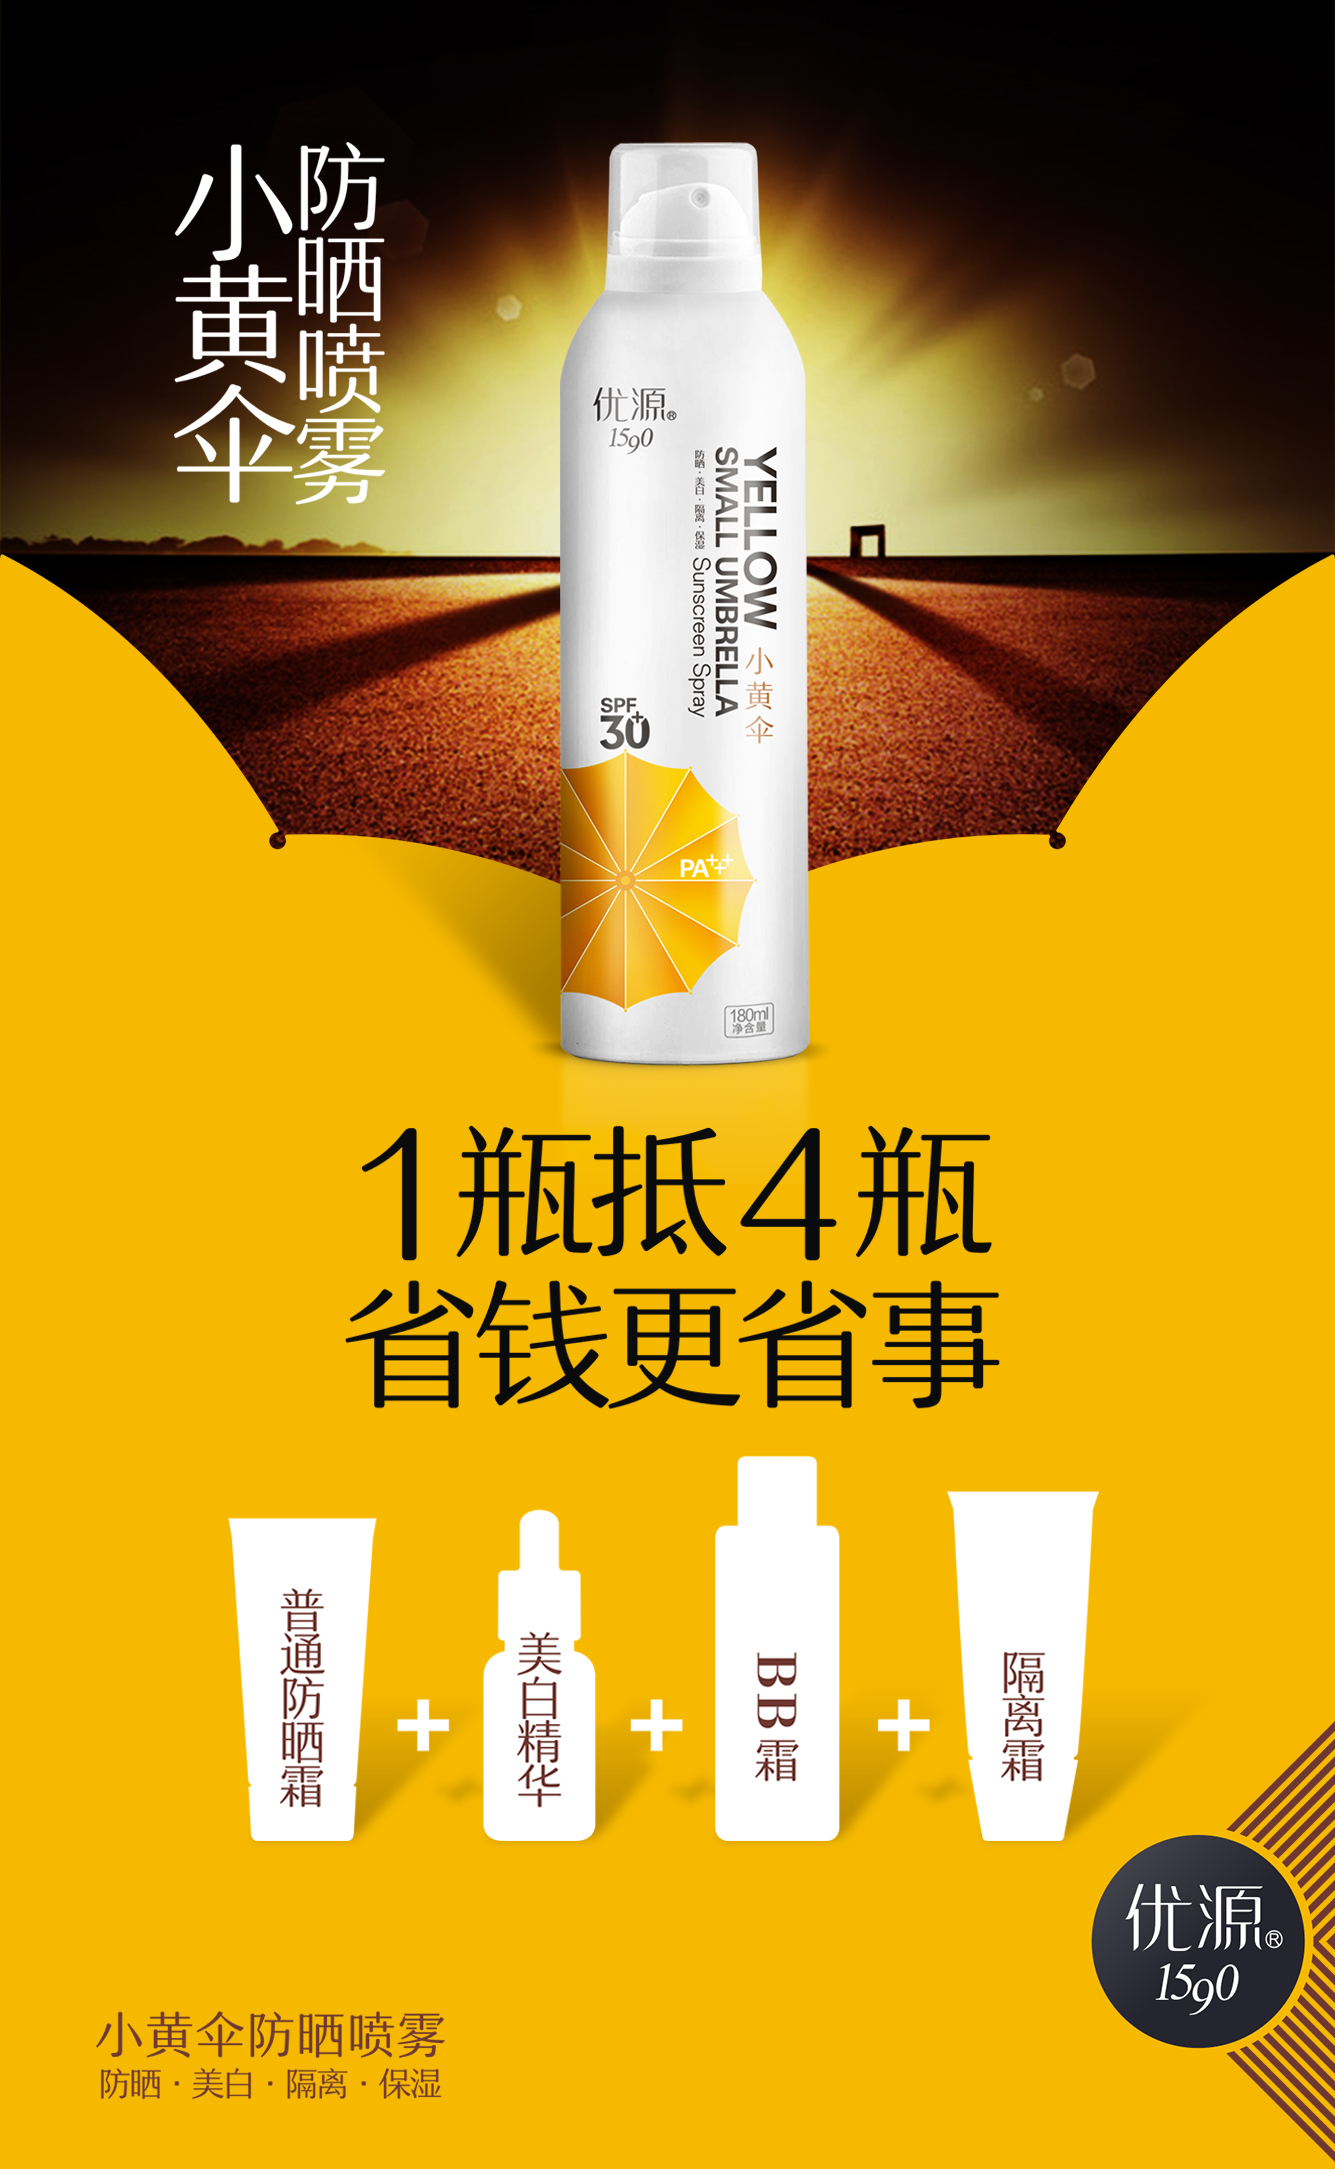 小黄伞
防晒喷雾
优源®
1590
YELLOW 小黄伞
SMALL UMBRELLA
防晒·美白·隔离·保湿 Sunscreen Spray
SPF
30+
PA+++
180ml
净含量
1瓶抵4瓶
省钱更省事
普通防晒霜
+
美白精华
+
BB霜
+
隔离霜
优源®
1590
小黄伞防晒喷雾
防晒·美白·隔离·保湿